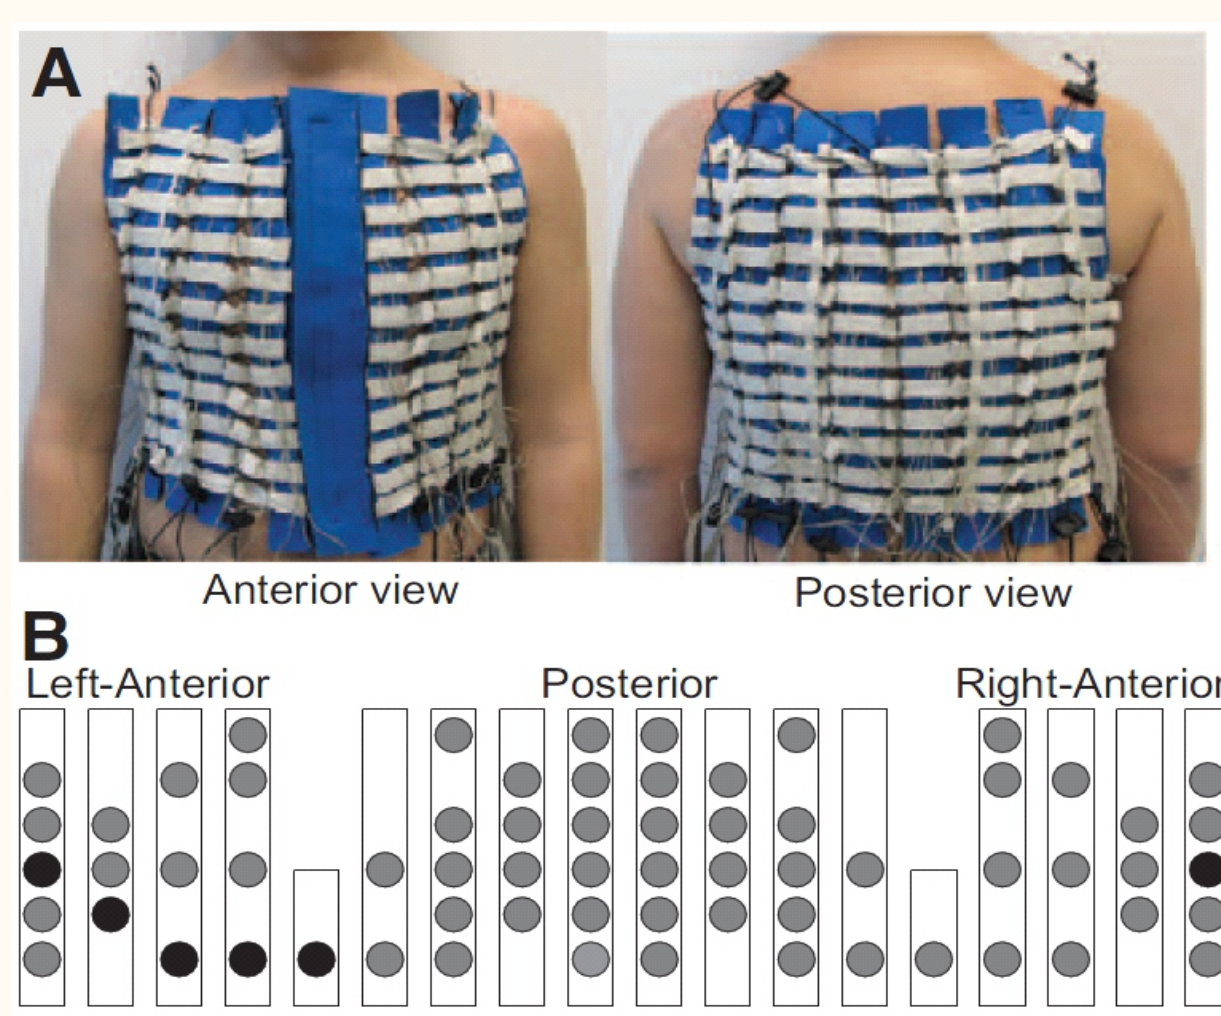 A
Anterior view
Posterior view
B
Left-Anterior
Posterior
Right-Anterior